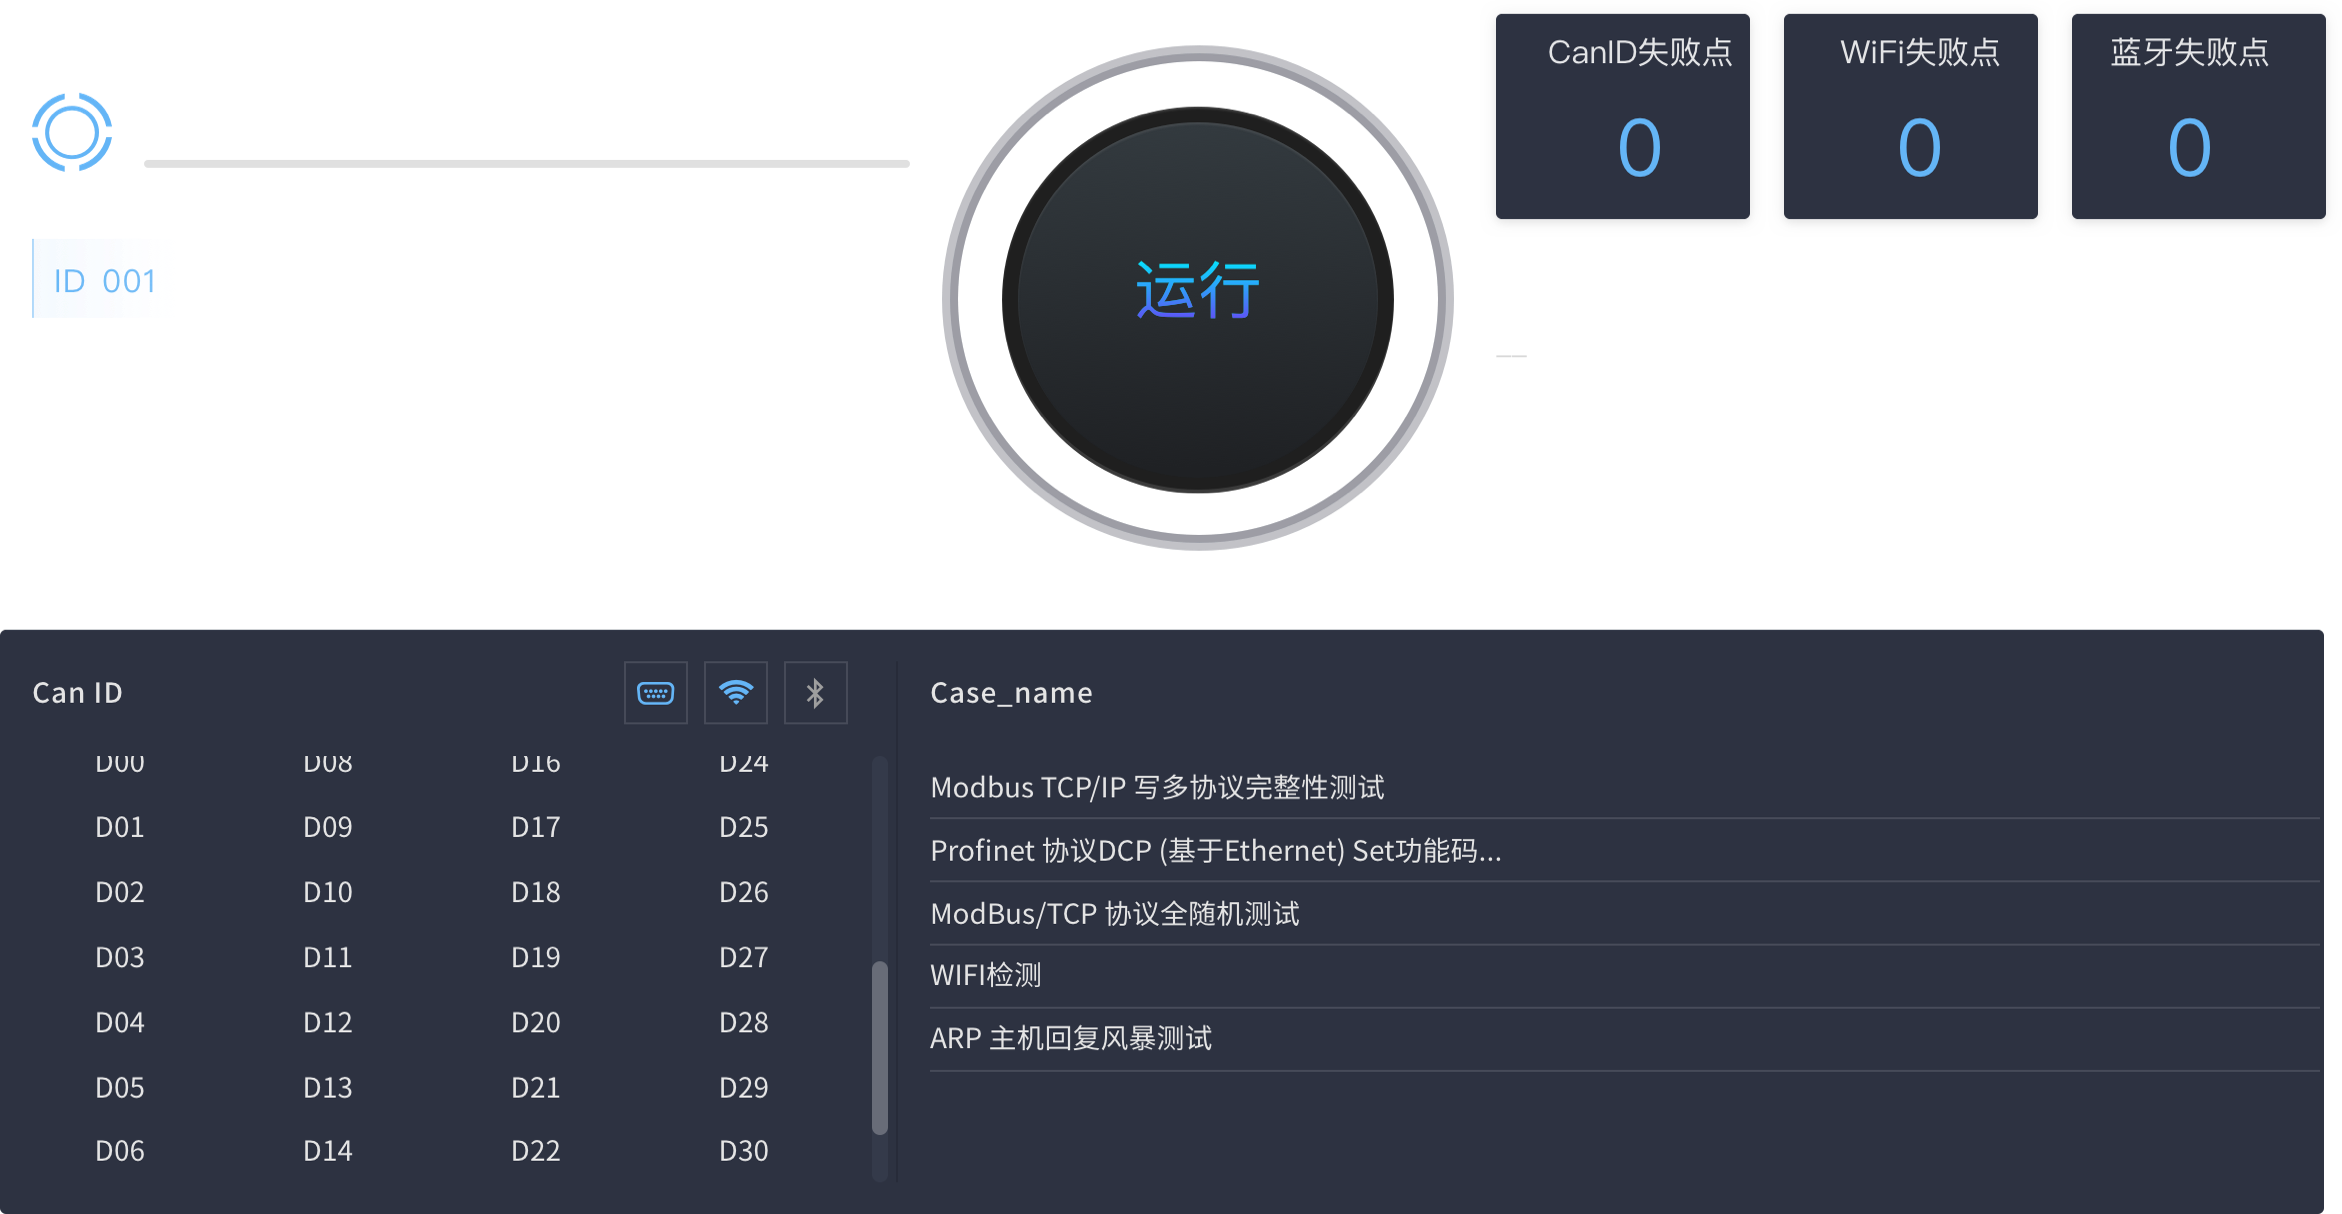 CanID失败点
WiFi失败点
蓝牙失败点
0
0
0
ID 001
运行
Can ID
D00 D08 D16 D24
D01 D09 D17 D25
D02 D10 D18 D26
D03 D11 D19 D27
D04 D12 D20 D28
D05 D13 D21 D29
D06 D14 D22 D30
Case_name
Modbus TCP/IP 写多协议完整性测试
Profinet 协议DCP (基于Ethernet) Set功能码...
ModBus/TCP 协议全随机测试
WIFI检测
ARP 主机回复风暴测试